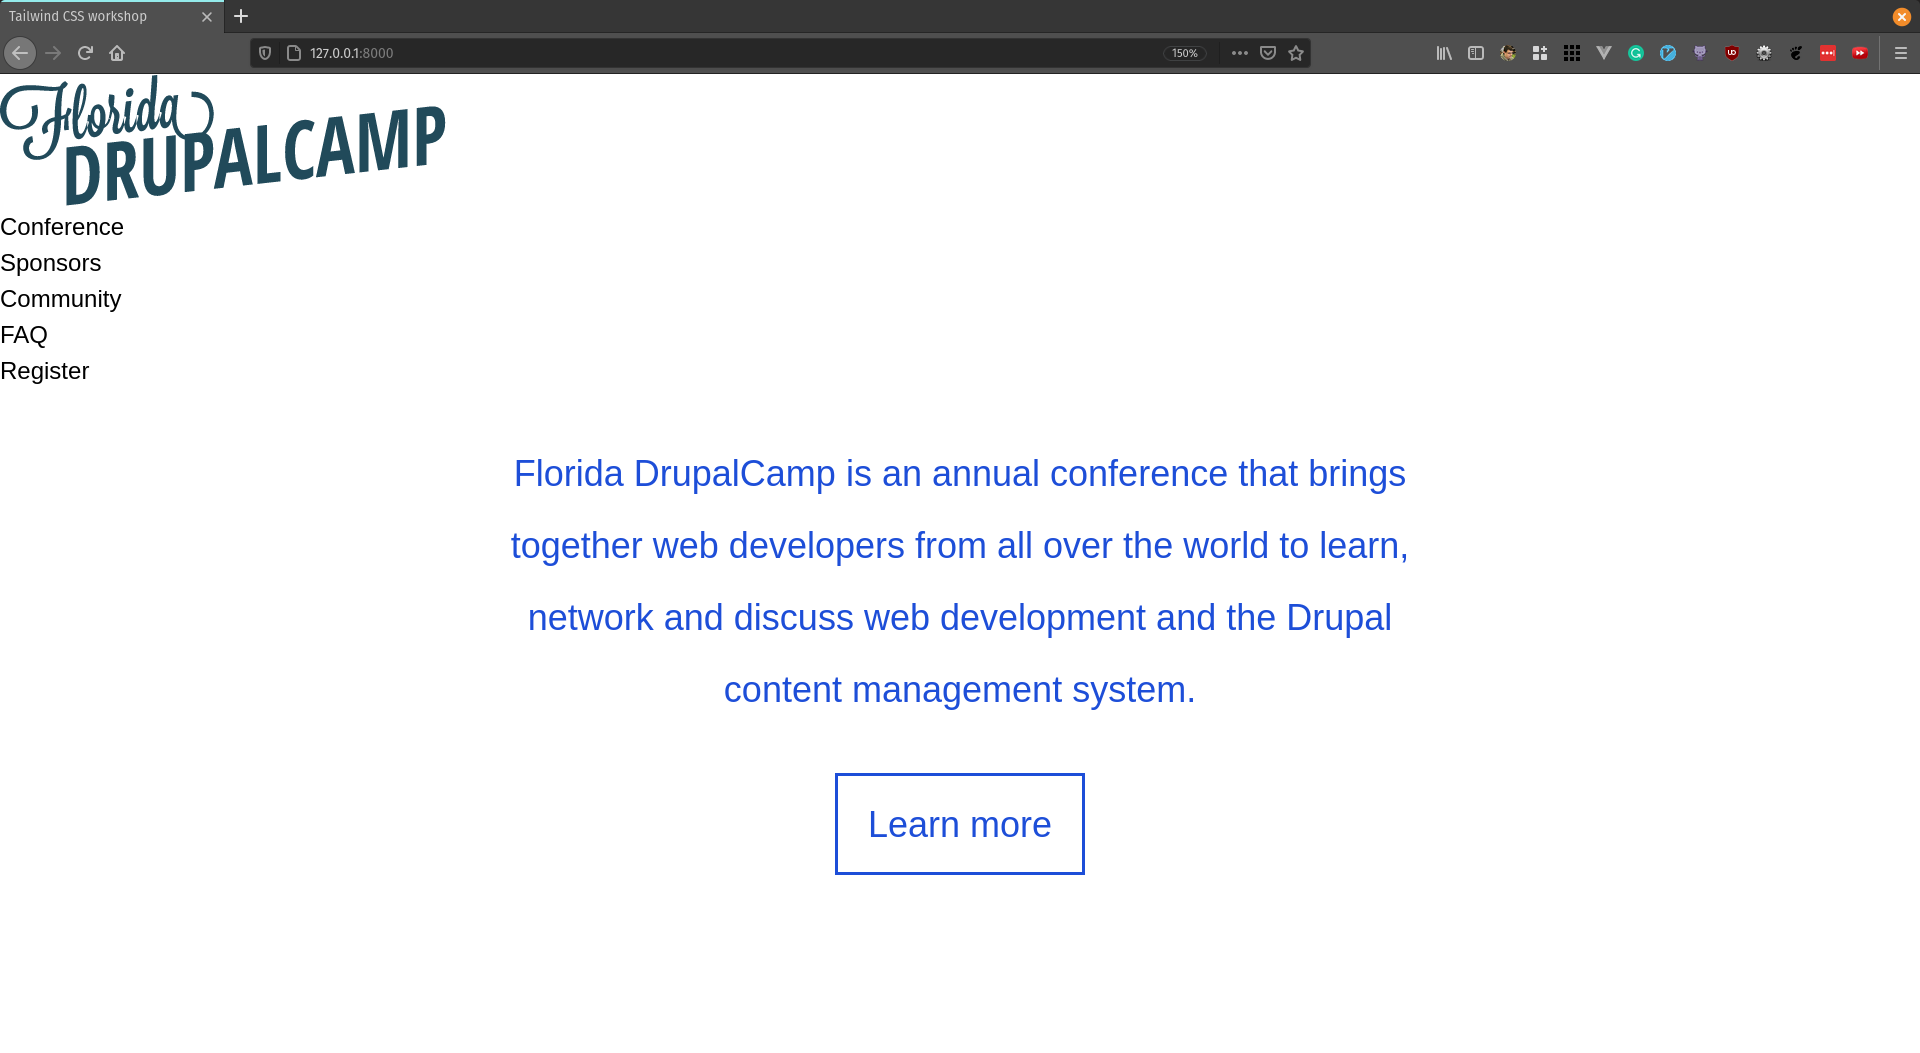 Tailwind CSS workshop
127.0.0.1:8000
150%
Florida
DRUPALCAMP
Conference
Sponsors
Community
FAQ
Register
Florida DrupalCamp is an annual conference that brings
together web developers from all over the world to learn,
network and discuss web development and the Drupal
content management system.
Learn more